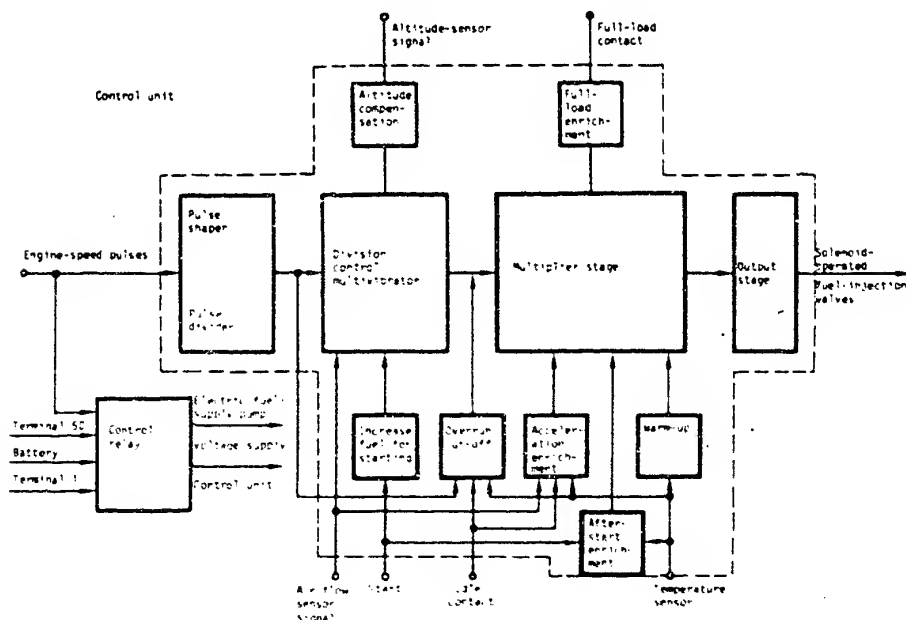 Altitude-sensor
signal
Full-load
contact
Control unit
Altitude
compen-
sation
Full-
load
enrich-
ment
Pulse
shaper
Pulse
divider
Engine-speed pulses
Division
control
multivibrator
Multiplier stage
Output
stage
Solenoid-
operated
fuel-injection
valves
Electric fuel-
supply pump
Terminal 50
Battery
Terminal 1
Control
relay
voltage supply
Control unit
Increase
fuel for
starting
Overrun
cut-off
Acceler-
ation
enrichment
Warm-up
After-
start
enrich-
ment
Air flow
sensor
signal
Start
contact
Temperature
sensor